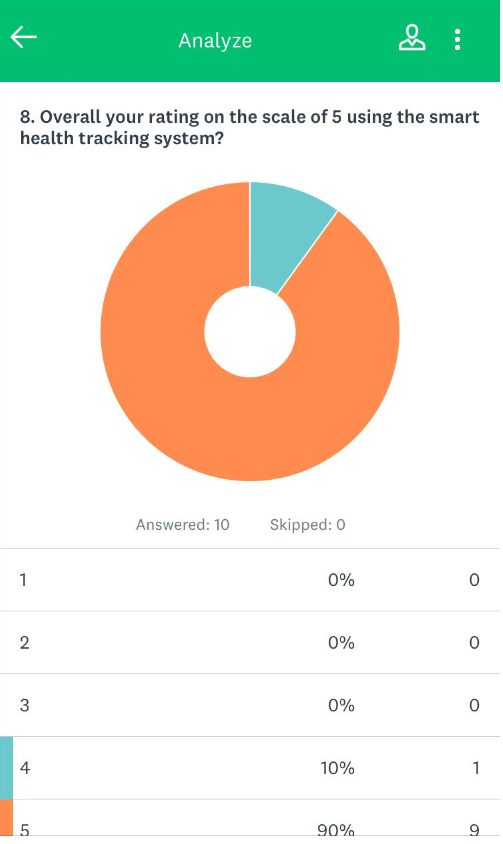 Analyze
8. Overall your rating on the scale of 5 using the smart
health tracking system?
Answered: 10 Skipped: 0
1 0% 0
2 0% 0
3 0% 0
4 10% 1
5 90% 9